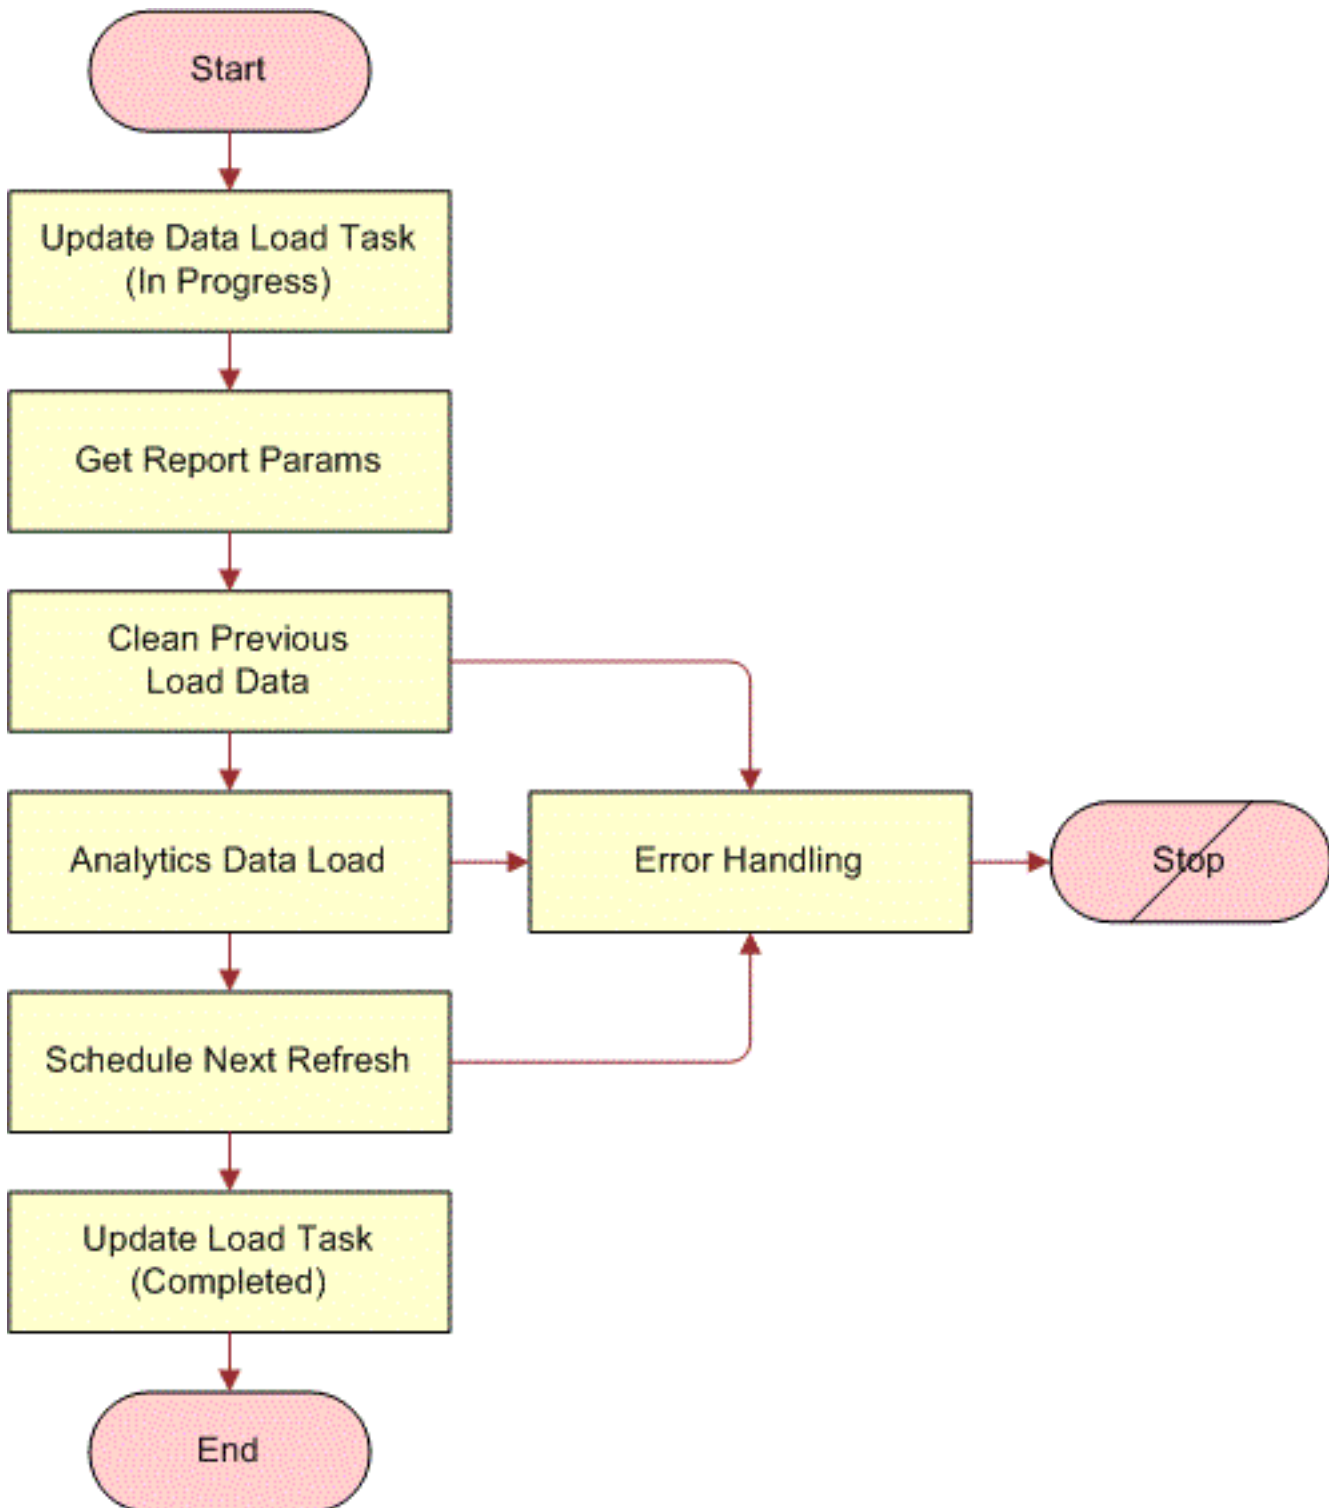 Start
Update Data Load Task
(In Progress)
Get Report Params
Clean Previous
Load Data
Analytics Data Load
Error Handling
Stop
Schedule Next Refresh
Update Load Task
(Completed)
End